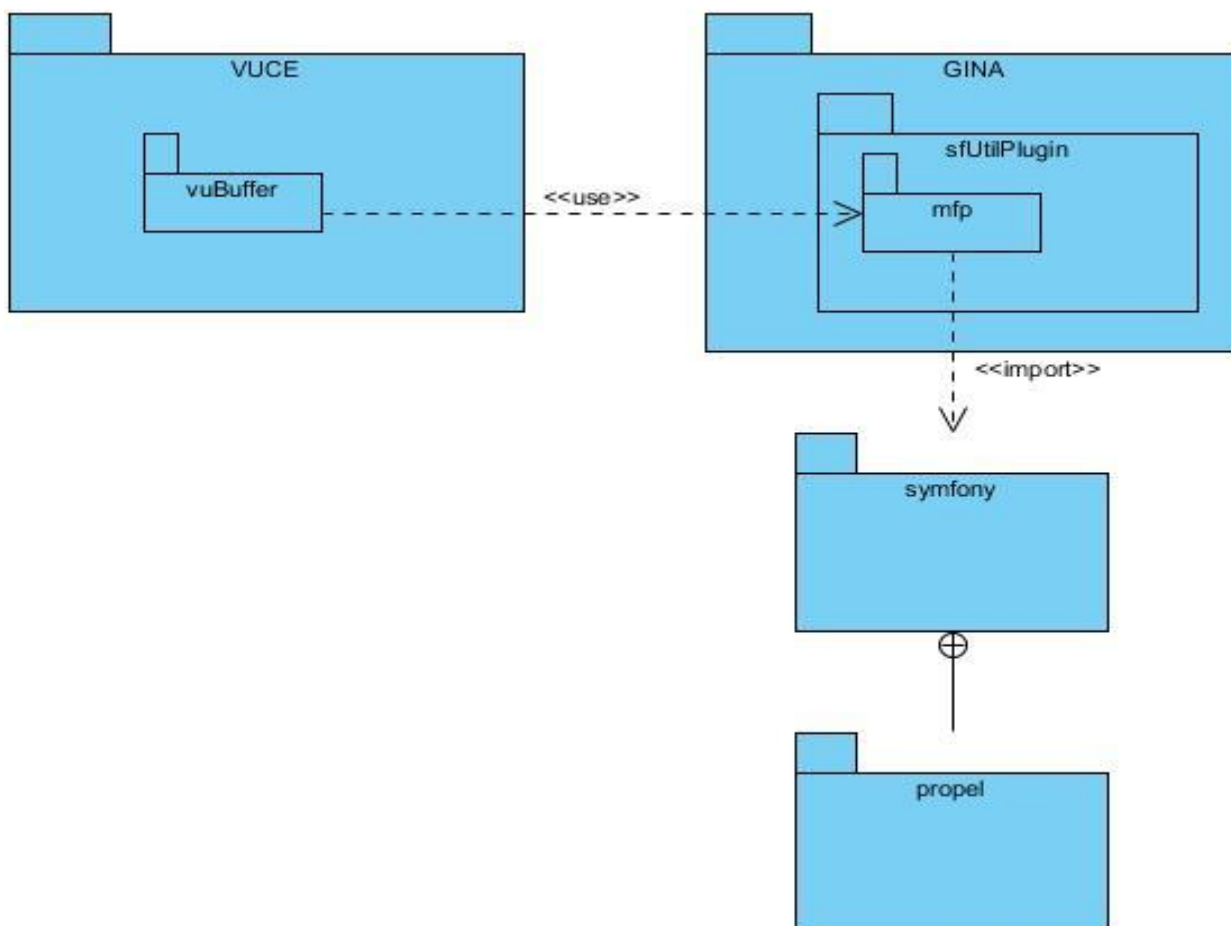 VUCE
GINA
sfUtilPlugin
vuBuffer
<<use>>
mfp
<<import>>
symfony
propel